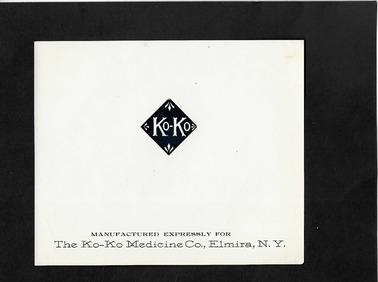 Ko-Ko
MANUFACTURED EXPRESSLY FOR
The Ko-Ko Medicine Co., Elmira, N. Y.